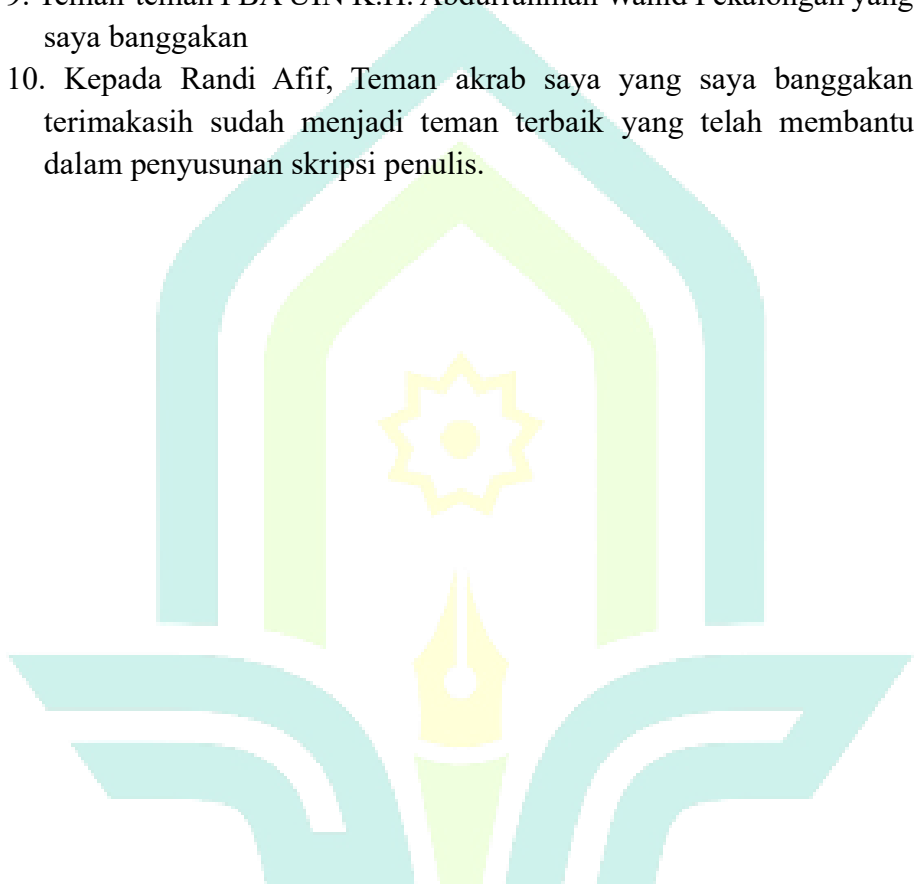 9. Teman-teman PBA UIN K.H. Abdurrahman Wahid Pekalongan yang
saya banggakan
10. Kepada Randi Afif, Teman akrab saya yang saya banggakan
terimakasih sudah menjadi teman terbaik yang telah membantu
dalam penyusunan skripsi penulis.